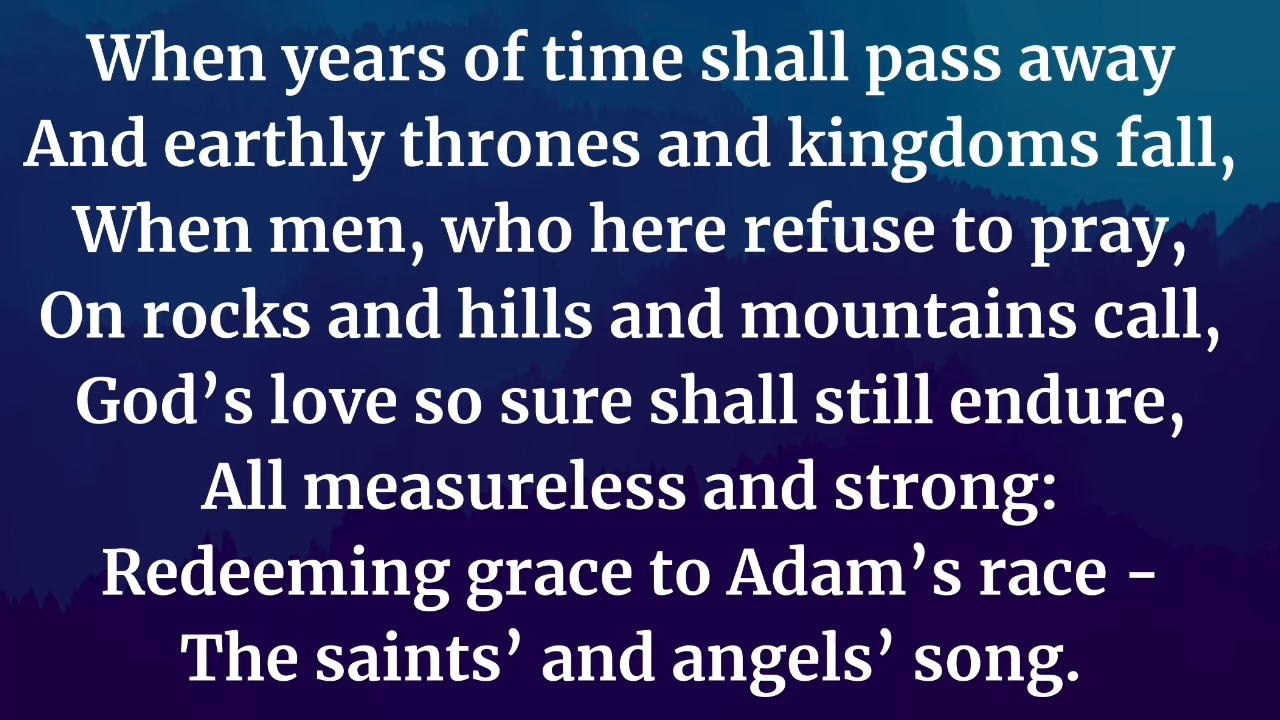 When years of time shall pass away
And earthly thrones and kingdoms fall,
When men, who here refuse to pray,
On rocks and hills and mountains call,
God’s love so sure shall still endure,
All measureless and strong:
Redeeming grace to Adam’s race -
The saints’ and angels’ song.